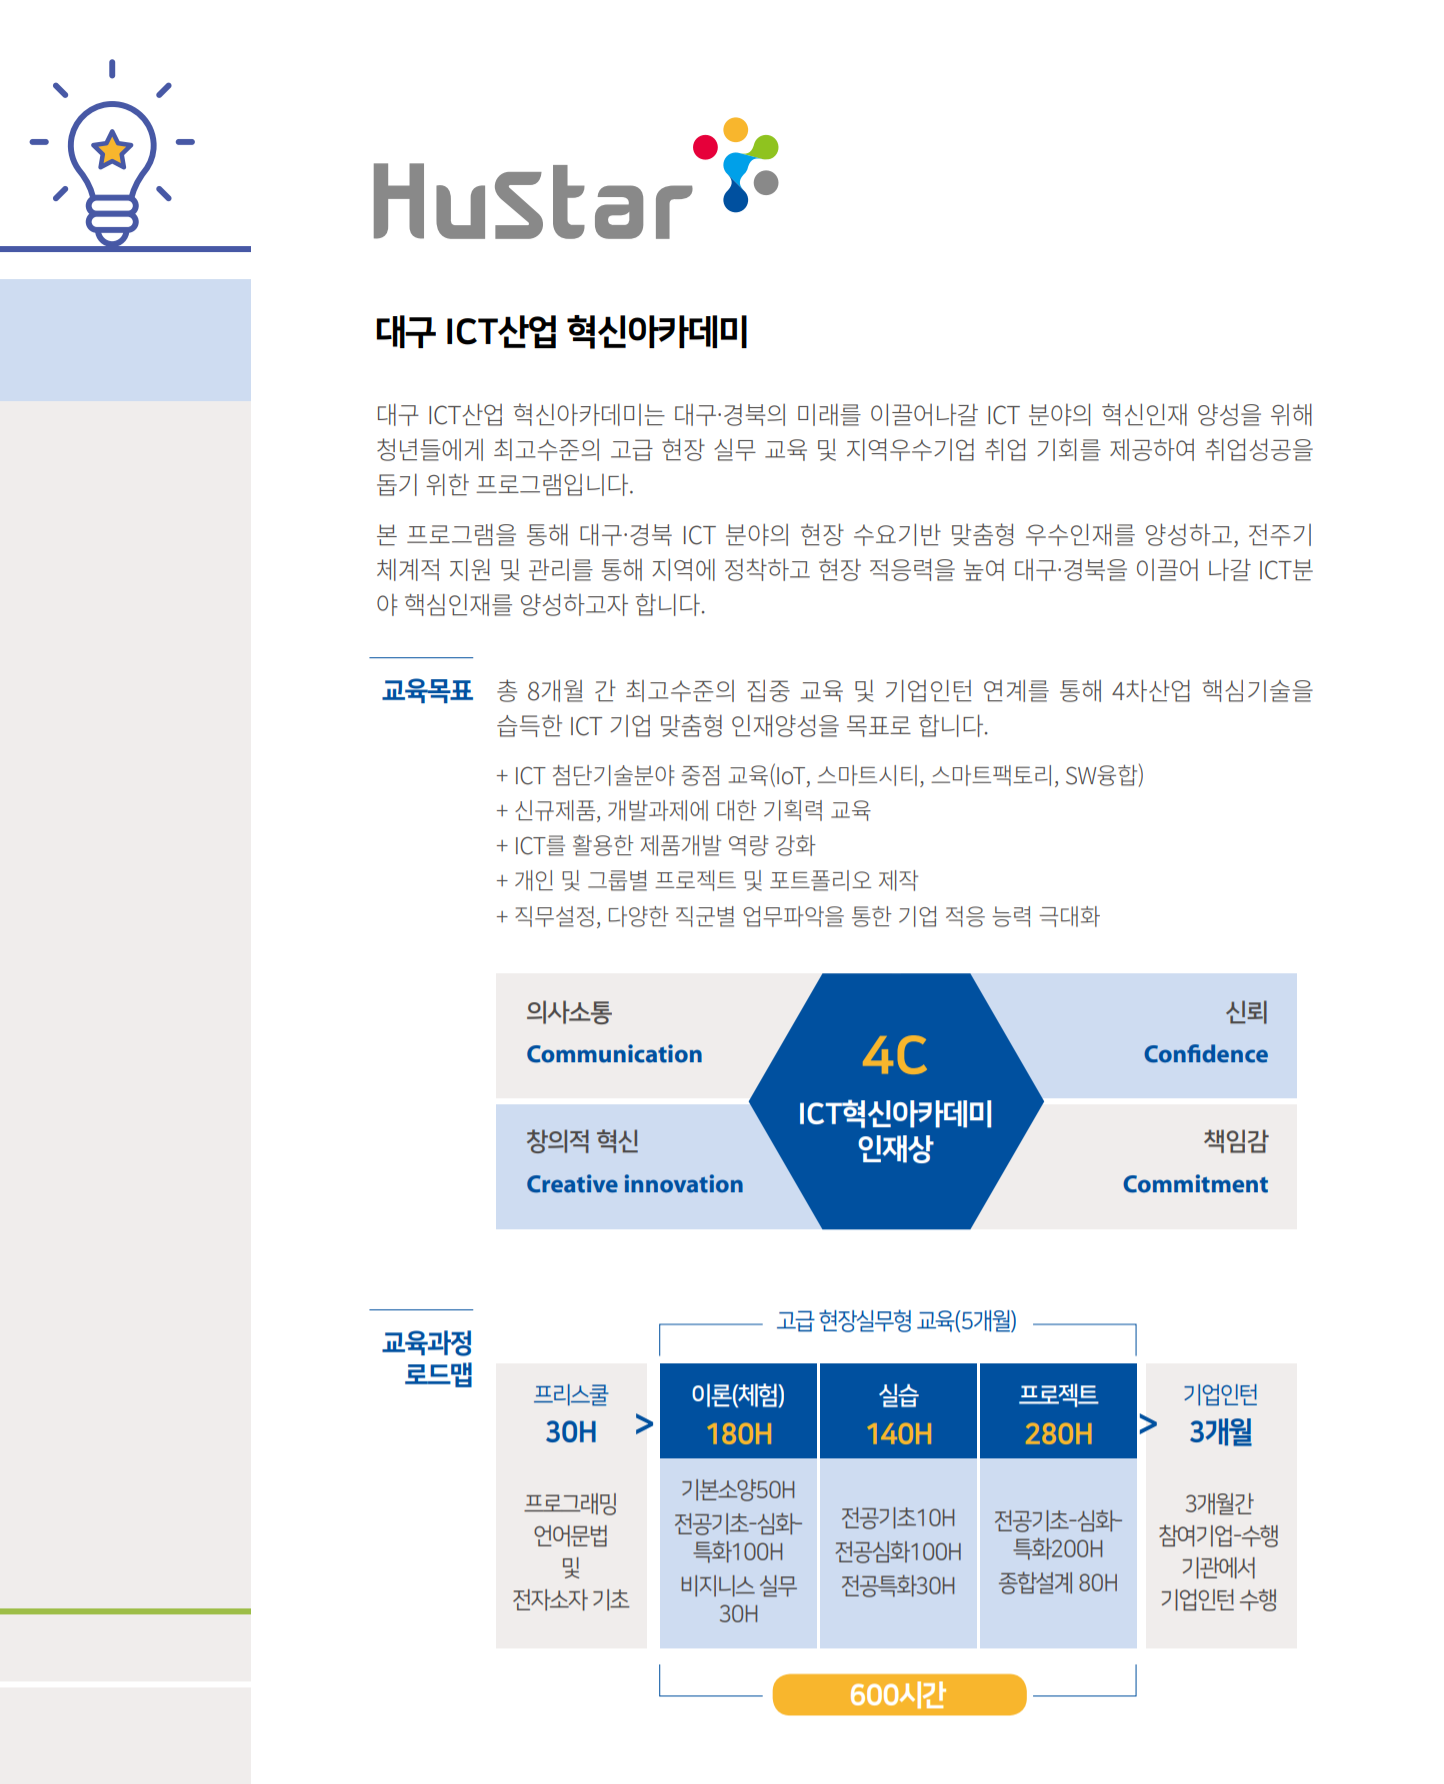 HuStar
대구 ICT산업 혁신아카데미
대구 ICT산업 혁신아카데미는 대구·경북의 미래를 이끌어나갈 ICT 분야의 혁신인재 양성을 위해
청년들에게 최고수준의 고급 현장 실무 교육 및 지역우수기업 취업 기회를 제공하여 취업성공을
돕기 위한 프로그램입니다.
본 프로그램을 통해 대구·경북 ICT 분야의 현장 수요기반 맞춤형 우수인재를 양성하고, 전주기
체계적 지원 및 관리를 통해 지역에 정착하고 현장 적응력을 높여 대구·경북을 이끌어 나갈 ICT분
야 핵심인재를 양성하고자 합니다.
교육목표
총 8개월 간 최고수준의 집중 교육 및 기업인턴 연계를 통해 4차산업 핵심기술을
습득한 ICT 기업 맞춤형 인재양성을 목표로 합니다.
+ ICT 첨단기술분야 중점 교육(IoT, 스마트시티, 스마트팩토리, SW융합)
+ 신규제품, 개발과제에 대한 기획력 교육
+ ICT를 활용한 제품개발 역량 강화
+ 개인 및 그룹별 프로젝트 및 포트폴리오 제작
+ 직무설정, 다양한 직군별 업무파악을 통한 기업 적응 능력 극대화
의사소통
Communication
신뢰
Confidence
4C
ICT혁신아카데미
인재상
창의적 혁신
Creative innovation
책임감
Commitment
교육과정
로드맵
고급 현장실무형 교육(5개월)
프리스쿨
30H
프로그래밍
언어문법
및
전자소자 기초
>
이론(체험)
180H
기본소양50H
전공기초-심화-
특화100H
비지니스 실무
30H
실습
140H
전공기초10H
전공심화100H
전공특화30H
프로젝트
280H
전공기초-심화-
특화200H
종합설계 80H
>
기업인턴
3개월
3개월간
참여기업-수행
기관에서
기업인턴 수행
600시간